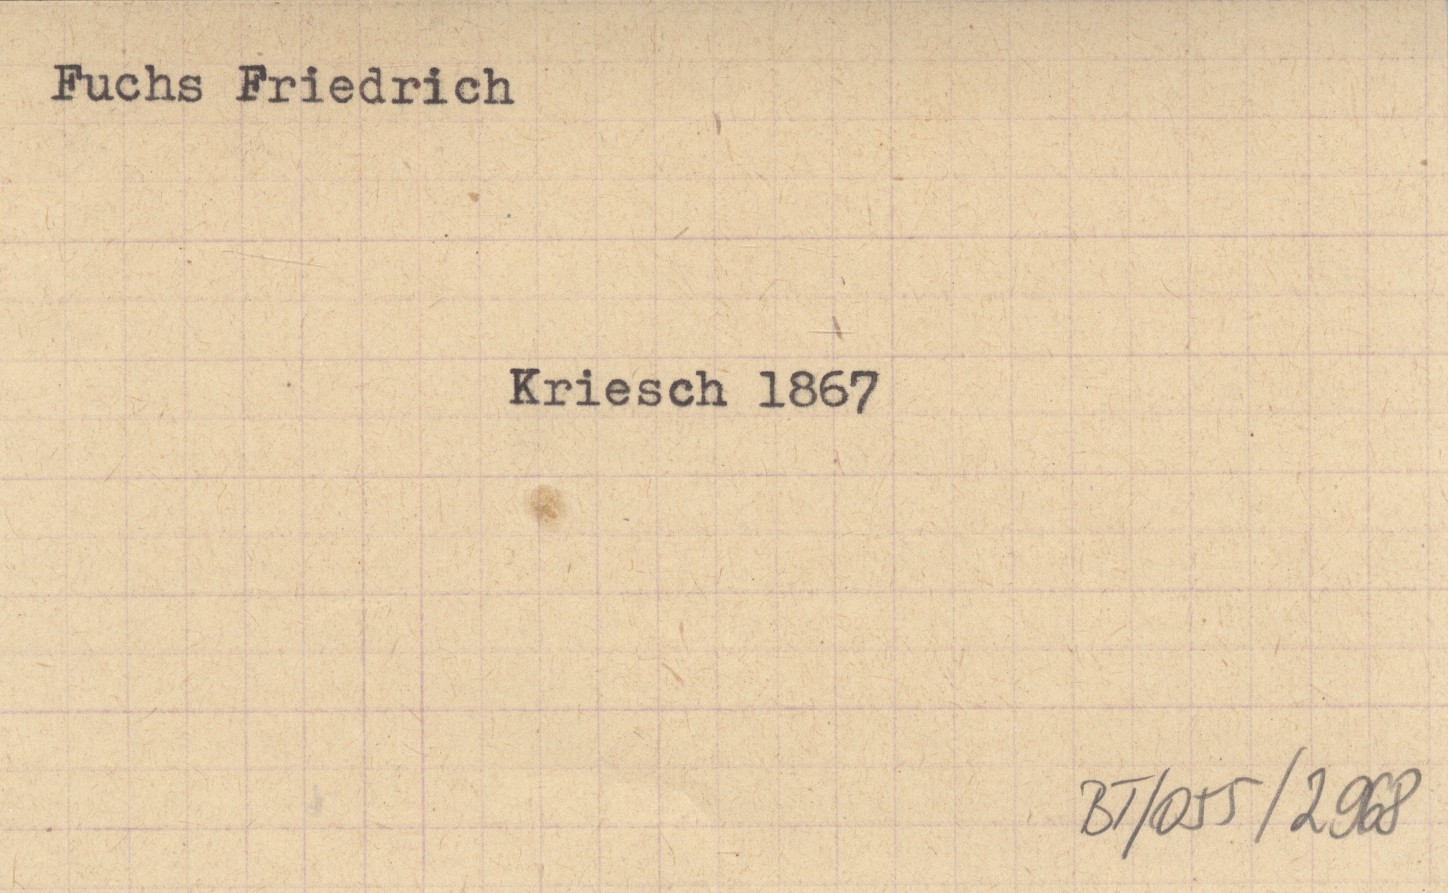 Fuchs Friedrich
Kriesch 1867
BT/055/2968